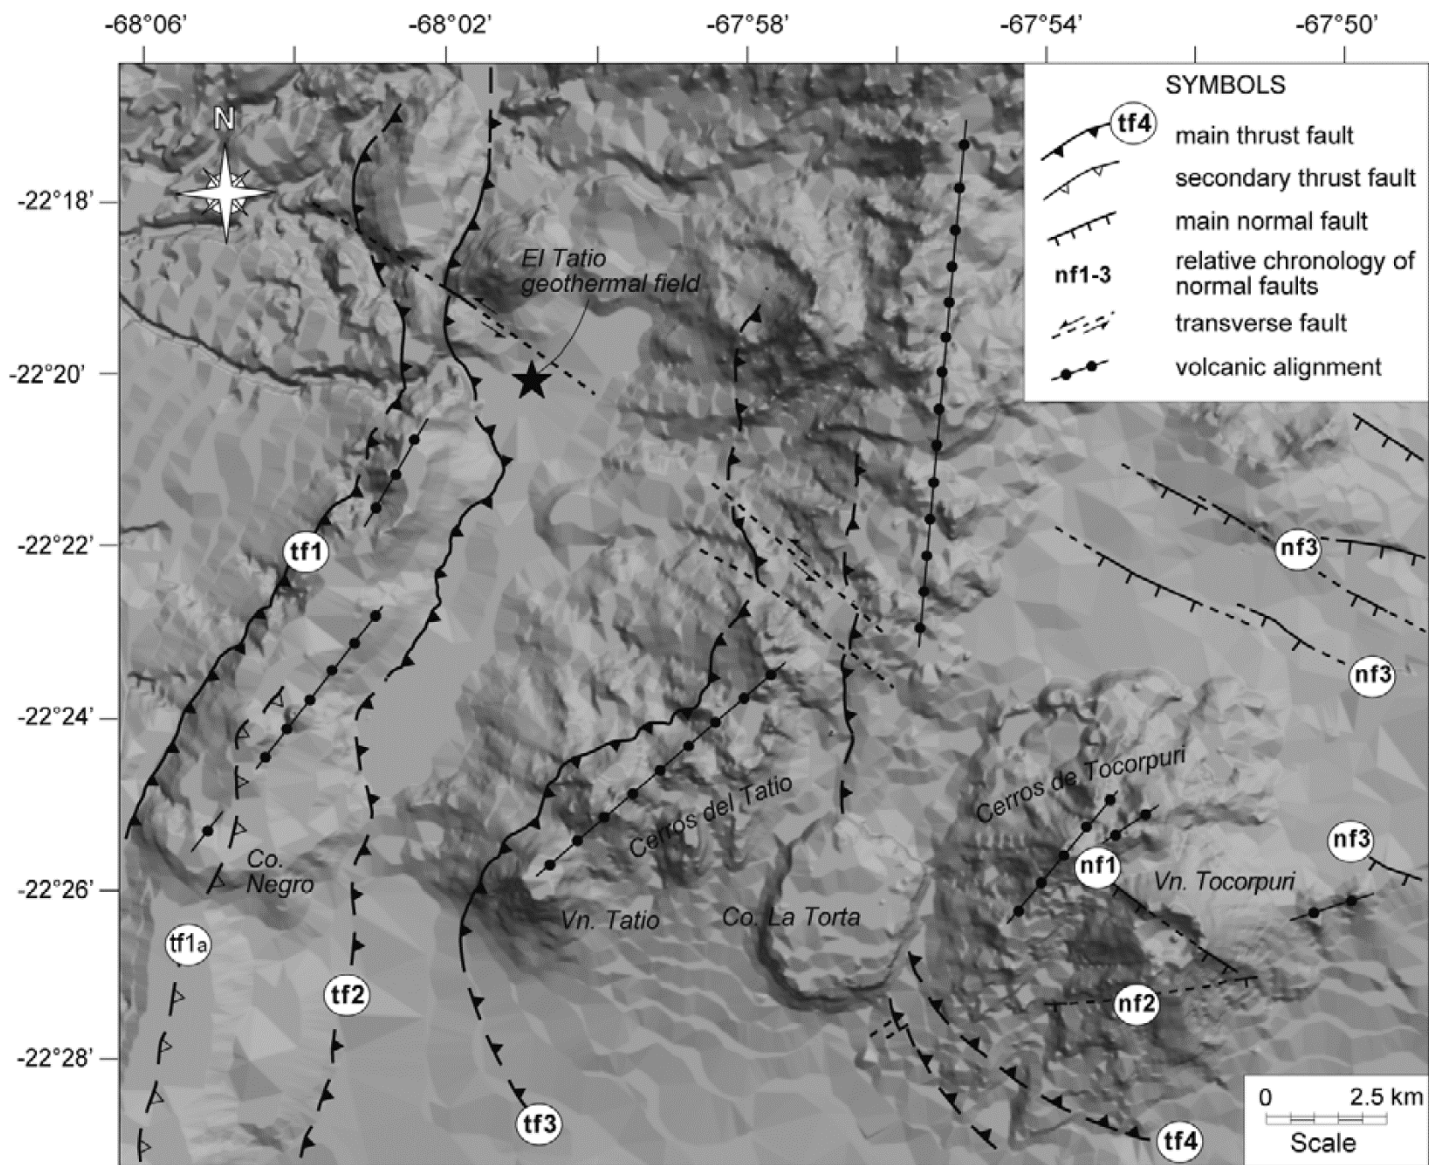 -68°06’ -68°02’ -67°58’ -67°54’ -67°50’
SYMBOLS
tf4
main thrust fault
secondary thrust fault
main normal fault
nf1-3
relative chronology of
normal faults
transverse fault
volcanic alignment
N
-22°18’
El Tatio
geothermal field
-22°20’
-22°22’
tf1
nf3
nf3
-22°24’
Cerros de Tocorpuri
Cerros del Tatio
nf3
Co.
Negro
nf1
-22°26’
Vn. Tocorpuri
Vn. Tatio
Co. La Torta
tf1a
tf2
nf2
-22°28’
tf3
tf4
0 2.5 km
Scale